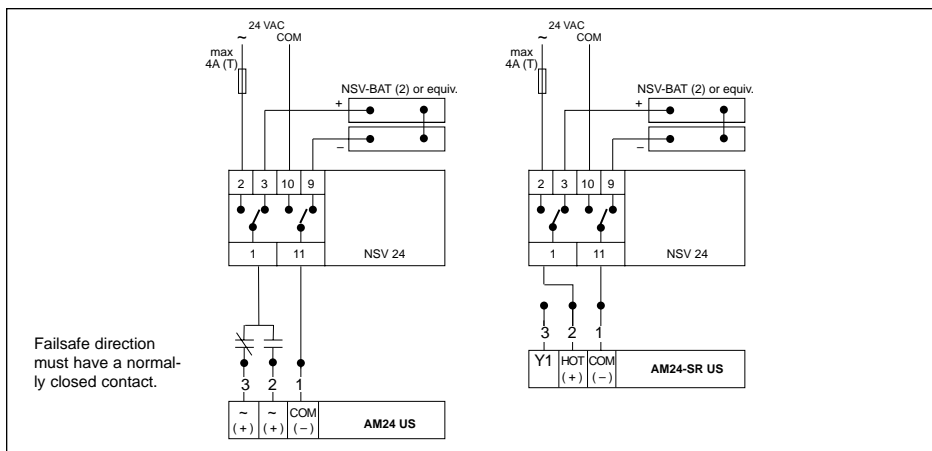 24 VAC
~ COM
max
4A (T)
NSV-BAT (2) or equiv.
+
–
2 3 10 9
1 11 NSV 24
Failsafe direction
must have a normal-
ly closed contact.
3 2 1
~ ~ COM
(+) (+) (–)
AM24 US
24 VAC
~ COM
max
4A (T)
NSV-BAT (2) or equiv.
+
–
2 3 10 9
1 11 NSV 24
3 2 1
Y1 HOT COM
(+) (–)
AM24-SR US